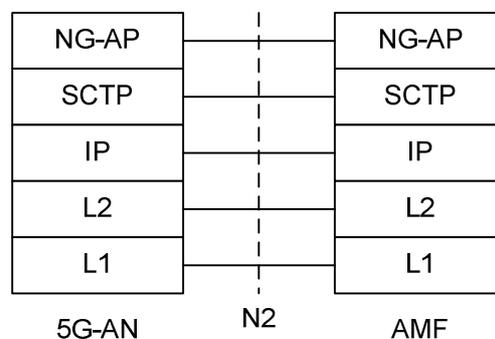 NG-AP NG-AP
SCTP SCTP
IP IP
L2 L2
L1 L1
5G-AN N2 AMF